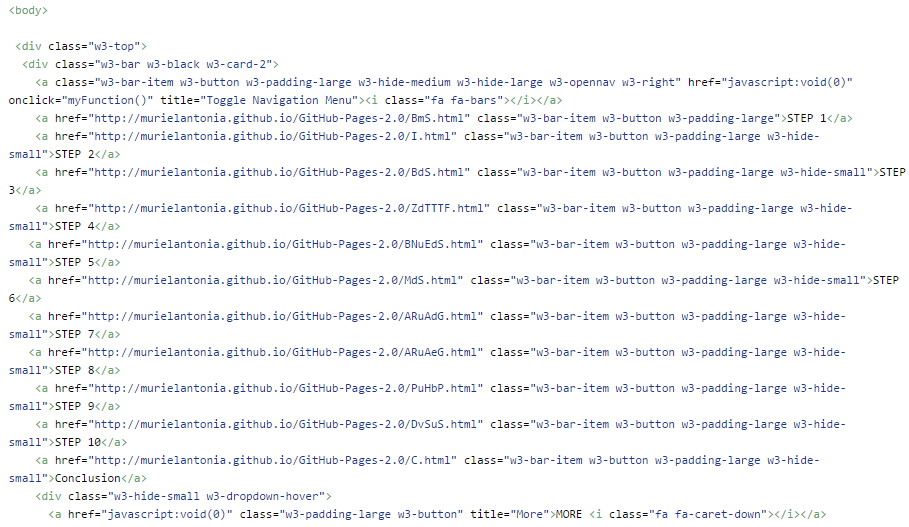 <body>
<div class="w3-top">
<div class="w3-bar w3-black w3-card-2">
<a class="w3-bar-item w3-button w3-padding-large w3-hide-medium w3-hide-large w3-opennav w3-right" href="javascript:void(0)"
onclick="myFunction()" title="Toggle Navigation Menu"><i class="fa fa-bars"></i></a>
<a href="http://murielantonia.github.io/GitHub-Pages-2.0/BmS.html" class="w3-bar-item w3-button w3-padding-large">STEP 1</a>
<a href="http://murielantonia.github.io/GitHub-Pages-2.0/I.html" class="w3-bar-item w3-button w3-padding-large w3-hide-
small">STEP 2</a>
<a href="http://murielantonia.github.io/GitHub-Pages-2.0/BdS.html" class="w3-bar-item w3-button w3-padding-large w3-hide-small">STEP
3</a>
<a href="http://murielantonia.github.io/GitHub-Pages-2.0/ZdTTTF.html" class="w3-bar-item w3-button w3-padding-large w3-hide-
small">STEP 4</a>
<a href="http://murielantonia.github.io/GitHub-Pages-2.0/BNuEdS.html" class="w3-bar-item w3-button w3-padding-large w3-hide-
small">STEP 5</a>
<a href="http://murielantonia.github.io/GitHub-Pages-2.0/MdS.html" class="w3-bar-item w3-button w3-padding-large w3-hide-small">STEP
6</a>
<a href="http://murielantonia.github.io/GitHub-Pages-2.0/ARuAdG.html" class="w3-bar-item w3-button w3-padding-large w3-hide-
small">STEP 7</a>
<a href="http://murielantonia.github.io/GitHub-Pages-2.0/ARuAeG.html" class="w3-bar-item w3-button w3-padding-large w3-hide-
small">STEP 8</a>
<a href="http://murielantonia.github.io/GitHub-Pages-2.0/PuHbP.html" class="w3-bar-item w3-button w3-padding-large w3-hide-
small">STEP 9</a>
<a href="http://murielantonia.github.io/GitHub-Pages-2.0/DvSuS.html" class="w3-bar-item w3-button w3-padding-large w3-hide-
small">STEP 10</a>
<a href="http://murielantonia.github.io/GitHub-Pages-2.0/C.html" class="w3-bar-item w3-button w3-padding-large w3-hide-
small">Conclusion</a>
<div class="w3-hide-small w3-dropdown-hover">
<a href="javascript:void(0)" class="w3-padding-large w3-button" title="More">MORE <i class="fa fa-caret-down"></i></a>